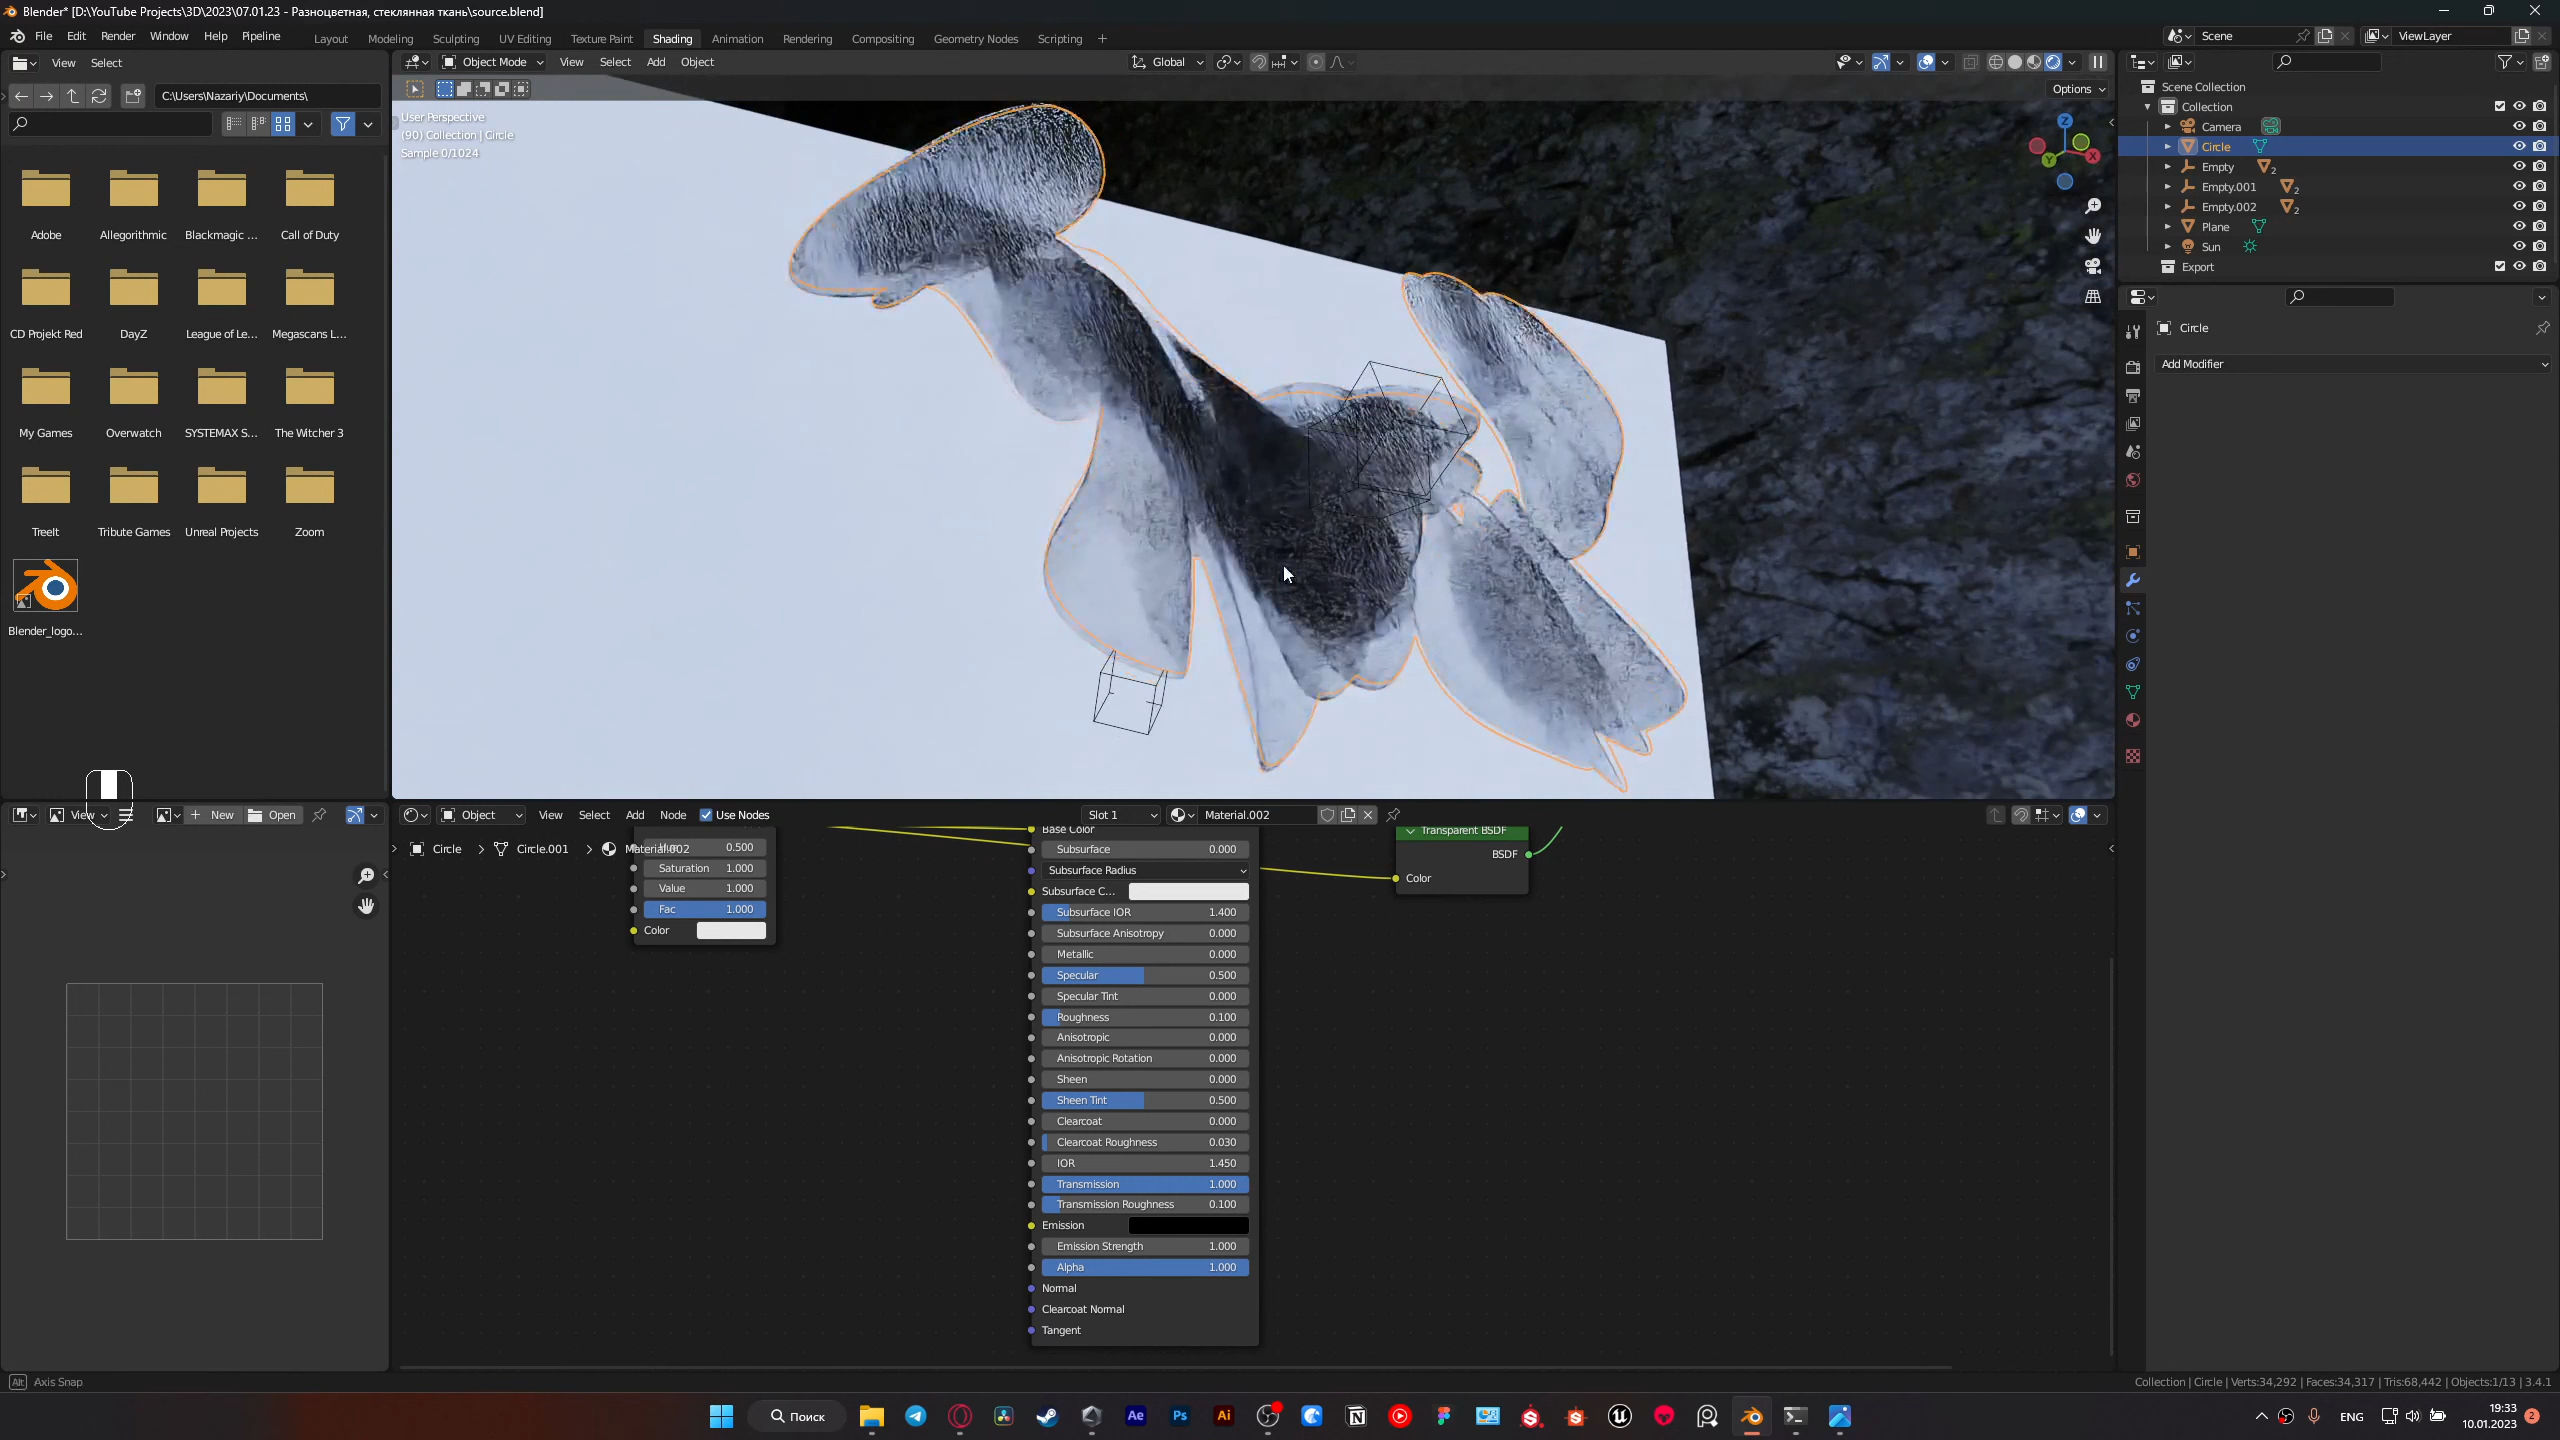 Blender* [D:\YouTube Projects\3D\2023\07.01.23 - Разноцветная, стеклянная ткань\source.blend]
File Edit Render Window Help Pipeline
Layout Modeling Sculpting UV Editing Texture Paint Shading Animation Rendering Compositing Geometry Nodes Scripting
Scene
ViewLayer
View Select
C:\Users\Nazariy\Documents\
Adobe
Allegorithmic
Blackmagic ...
Call of Duty
CD Projekt Red
DayZ
League of Le...
Megascans L...
My Games
Overwatch
SYSTEMAX S...
The Witcher 3
TreeIt
Tribute Games
Unreal Projects
Zoom
Blender_logo...
Object Mode View Select Add Object
Global
Options
User Perspective
(90) Collection | Circle
Sample 0/1024
Z
Y
X
Scene Collection
Collection
Camera
Circle
Empty
2
Empty.001
2
Empty.002
2
Plane
Sun
Export
Circle
Add Modifier
View
New
Open
Object View Select Add Node Use Nodes
Slot 1
Material.002
Circle
Circle.001
Material.002
0.500
Saturation 1.000
Value 1.000
Fac 1.000
Color
Base Color
Subsurface 0.000
Subsurface Radius
Subsurface C...
Subsurface IOR 1.400
Subsurface Anisotropy 0.000
Metallic 0.000
Specular 0.500
Specular Tint 0.000
Roughness 0.100
Anisotropic 0.000
Anisotropic Rotation 0.000
Sheen 0.000
Sheen Tint 0.500
Clearcoat 0.000
Clearcoat Roughness 0.030
IOR 1.450
Transmission 1.000
Transmission Roughness 0.100
Emission
Emission Strength 1.000
Alpha 1.000
Normal
Clearcoat Normal
Tangent
Transparent BSDF
BSDF
Color
Alt Axis Snap
Collection | Circle | Verts:34,292 | Faces:34,317 | Tris:68,442 | Objects:1/13 | 3.4.1
Поиск
Ae
Ps
Ai
ENG
19:33
10.01.2023
2